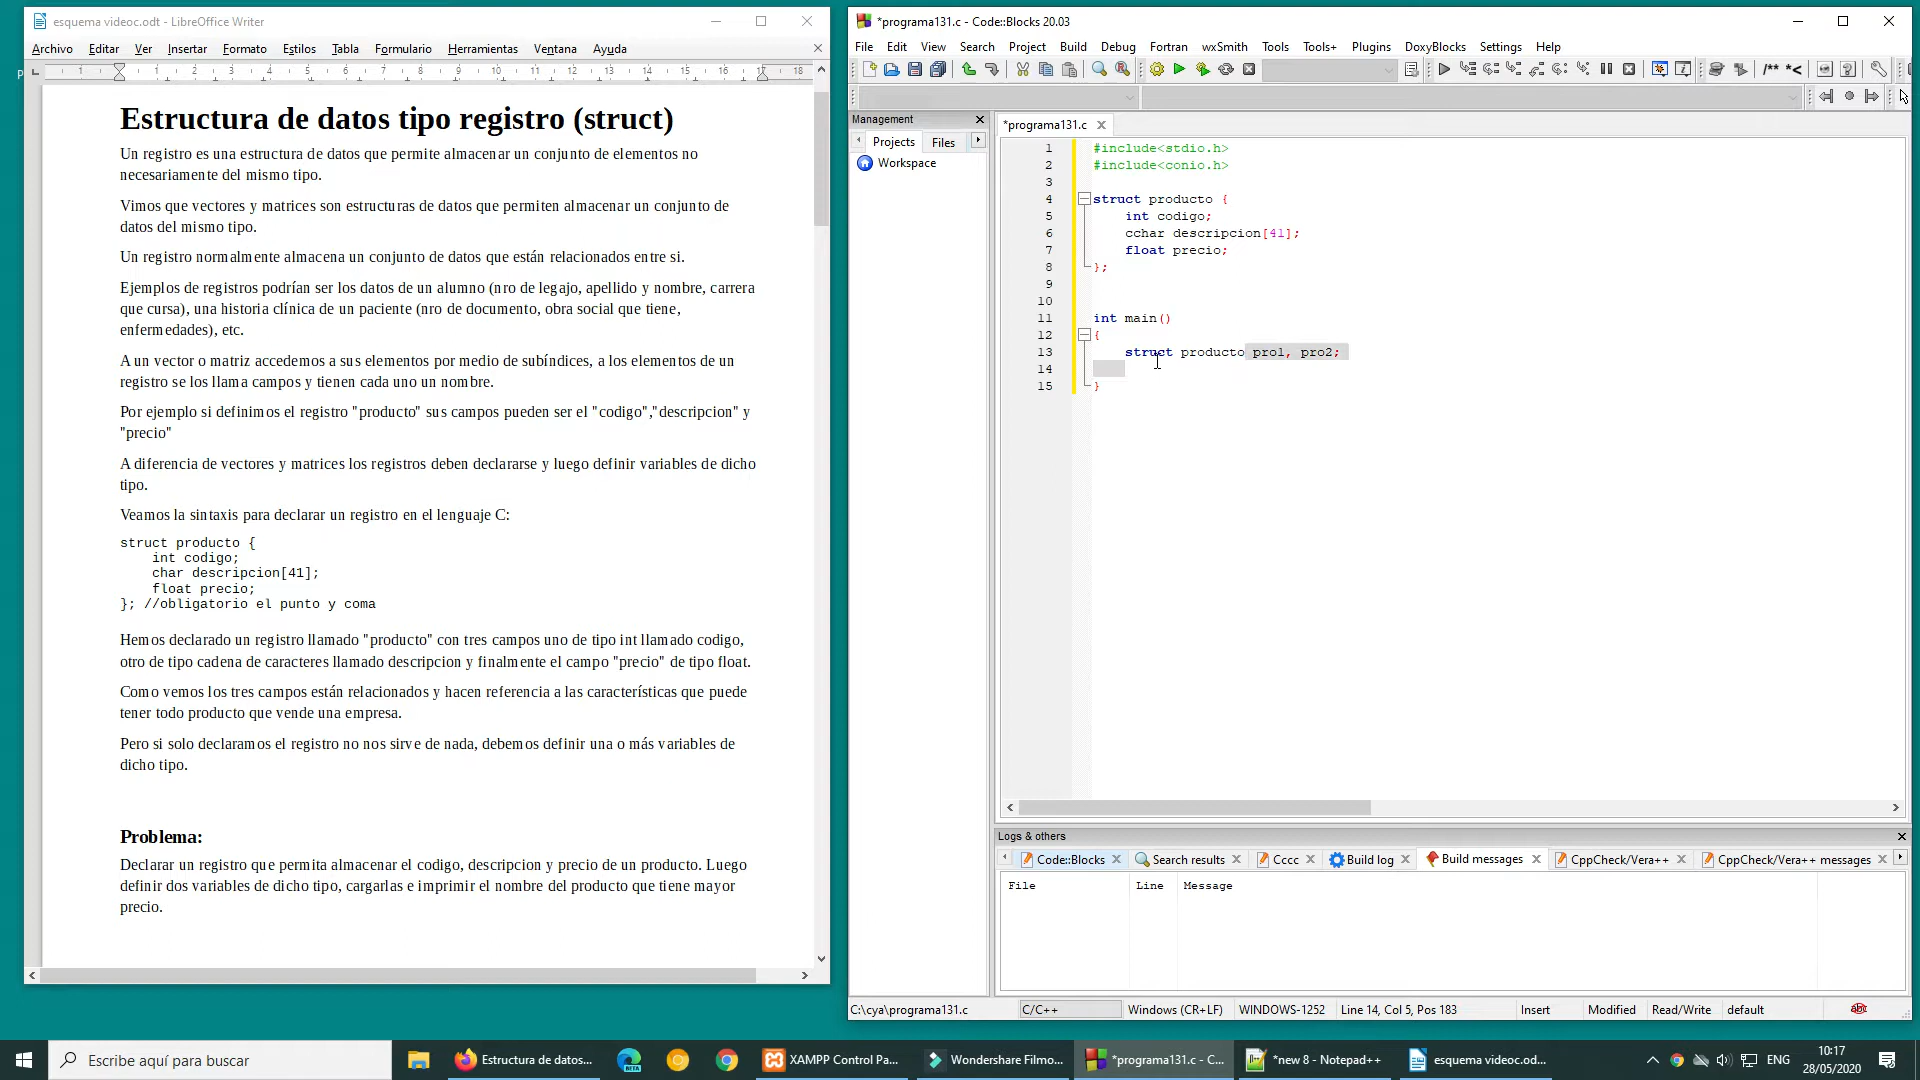 esquema videoc.odt - LibreOffice Writer
Archivo Editar Ver Insertar Formato Estilos Tabla Formulario Herramientas Ventana Ayuda
1 1 2 3 4 5 6 7 8 9 10 11 12 13 14 15 16 17 18
Estructura de datos tipo registro (struct)
Un registro es una estructura de datos que permite almacenar un conjunto de elementos no
necesariamente del mismo tipo.
Vimos que vectores y matrices son estructuras de datos que permiten almacenar un conjunto de
datos del mismo tipo.
Un registro normalmente almacena un conjunto de datos que están relacionados entre si.
Ejemplos de registros podrían ser los datos de un alumno (nro de legajo, apellido y nombre, carrera
que cursa), una historia clínica de un paciente (nro de documento, obra social que tiene,
enfermedades), etc.
A un vector o matriz accedemos a sus elementos por medio de subíndices, a los elementos de un
registro se los llama campos y tienen cada uno un nombre.
Por ejemplo si definimos el registro "producto" sus campos pueden ser el "codigo","descripcion" y
"precio"
A diferencia de vectores y matrices los registros deben declararse y luego definir variables de dicho
tipo.
Veamos la sintaxis para declarar un registro en el lenguaje C:
struct producto {
int codigo;
char descripcion[41];
float precio;
}; //obligatorio el punto y coma
Hemos declarado un registro llamado "producto" con tres campos uno de tipo int llamado codigo,
otro de tipo cadena de caracteres llamado descripcion y finalmente el campo "precio" de tipo float.
Como vemos los tres campos están relacionados y hacen referencia a las características que puede
tener todo producto que vende una empresa.
Pero si solo declaramos el registro no nos sirve de nada, debemos definir una o más variables de
dicho tipo.
Problema:
Declarar un registro que permita almacenar el codigo, descripcion y precio de un producto. Luego
definir dos variables de dicho tipo, cargarlas e imprimir el nombre del producto que tiene mayor
precio.
*programa131.c - Code::Blocks 20.03
File Edit View Search Project Build Debug Fortran wxSmith Tools Tools+ Plugins DoxyBlocks Settings Help
Management
Projects Files
Workspace
*programa131.c
1 #include<stdio.h>
2 #include<conio.h>
3
4 struct producto {
5 int codigo;
6 cchar descripcion[41];
7 float precio;
8 };
9
10
11 int main()
12 {
13 struct producto pro1, pro2;
14
15 }
Logs & others
Code::Blocks Search results Cccc Build log Build messages CppCheck/Vera++ CppCheck/Vera++ messages
File Line Message
C:\cya\programa131.c C/C++ Windows (CR+LF) WINDOWS-1252 Line 14, Col 5, Pos 183 Insert Modified Read/Write default
Escribe aquí para buscar
Estructura de datos...
XAMPP Control Pa...
Wondershare Filmo...
*programa131.c - C...
*new 8 - Notepad++
esquema videoc.od...
ENG
10:17
28/05/2020